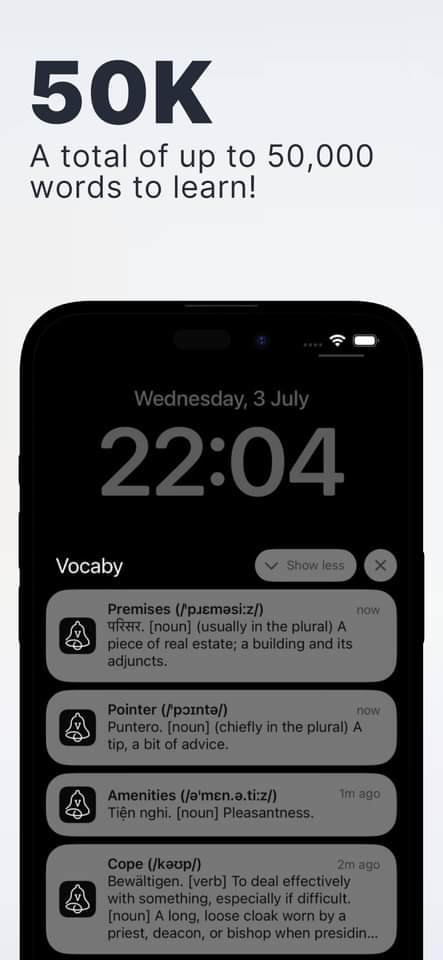 50K
A total of up to 50,000
words to learn!
Wednesday, 3 July
22:04
Vocaby
Show less
Premises (/ˈpɹɛməsiːz/)
now
परिसर. [noun] (usually in the plural) A
piece of real estate; a building and its
adjuncts.
Pointer (/ˈpɔɪntə/)
now
Puntero. [noun] (chiefly in the plural) A
tip, a bit of advice.
Amenities (/əˈmɛn.ə.tiːz/)
1m ago
Tiện nghi. [noun] Pleasantness.
Cope (/kəʊp/)
2m ago
Bewältigen. [verb] To deal effectively
with something, especially if difficult.
[noun] A long, loose cloak worn by a
priest, deacon, or bishop when presidin...